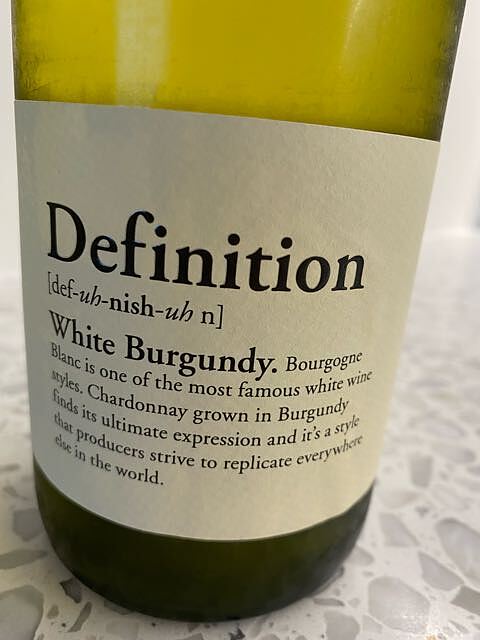 Definition
[def-uh-nish-uh n]
White Burgundy. Bourgogne
Blanc is one of the most famous white wine
styles. Chardonnay grown in Burgundy
finds its ultimate expression and it's a style
that producers strive to replicate everywhere
else in the world.